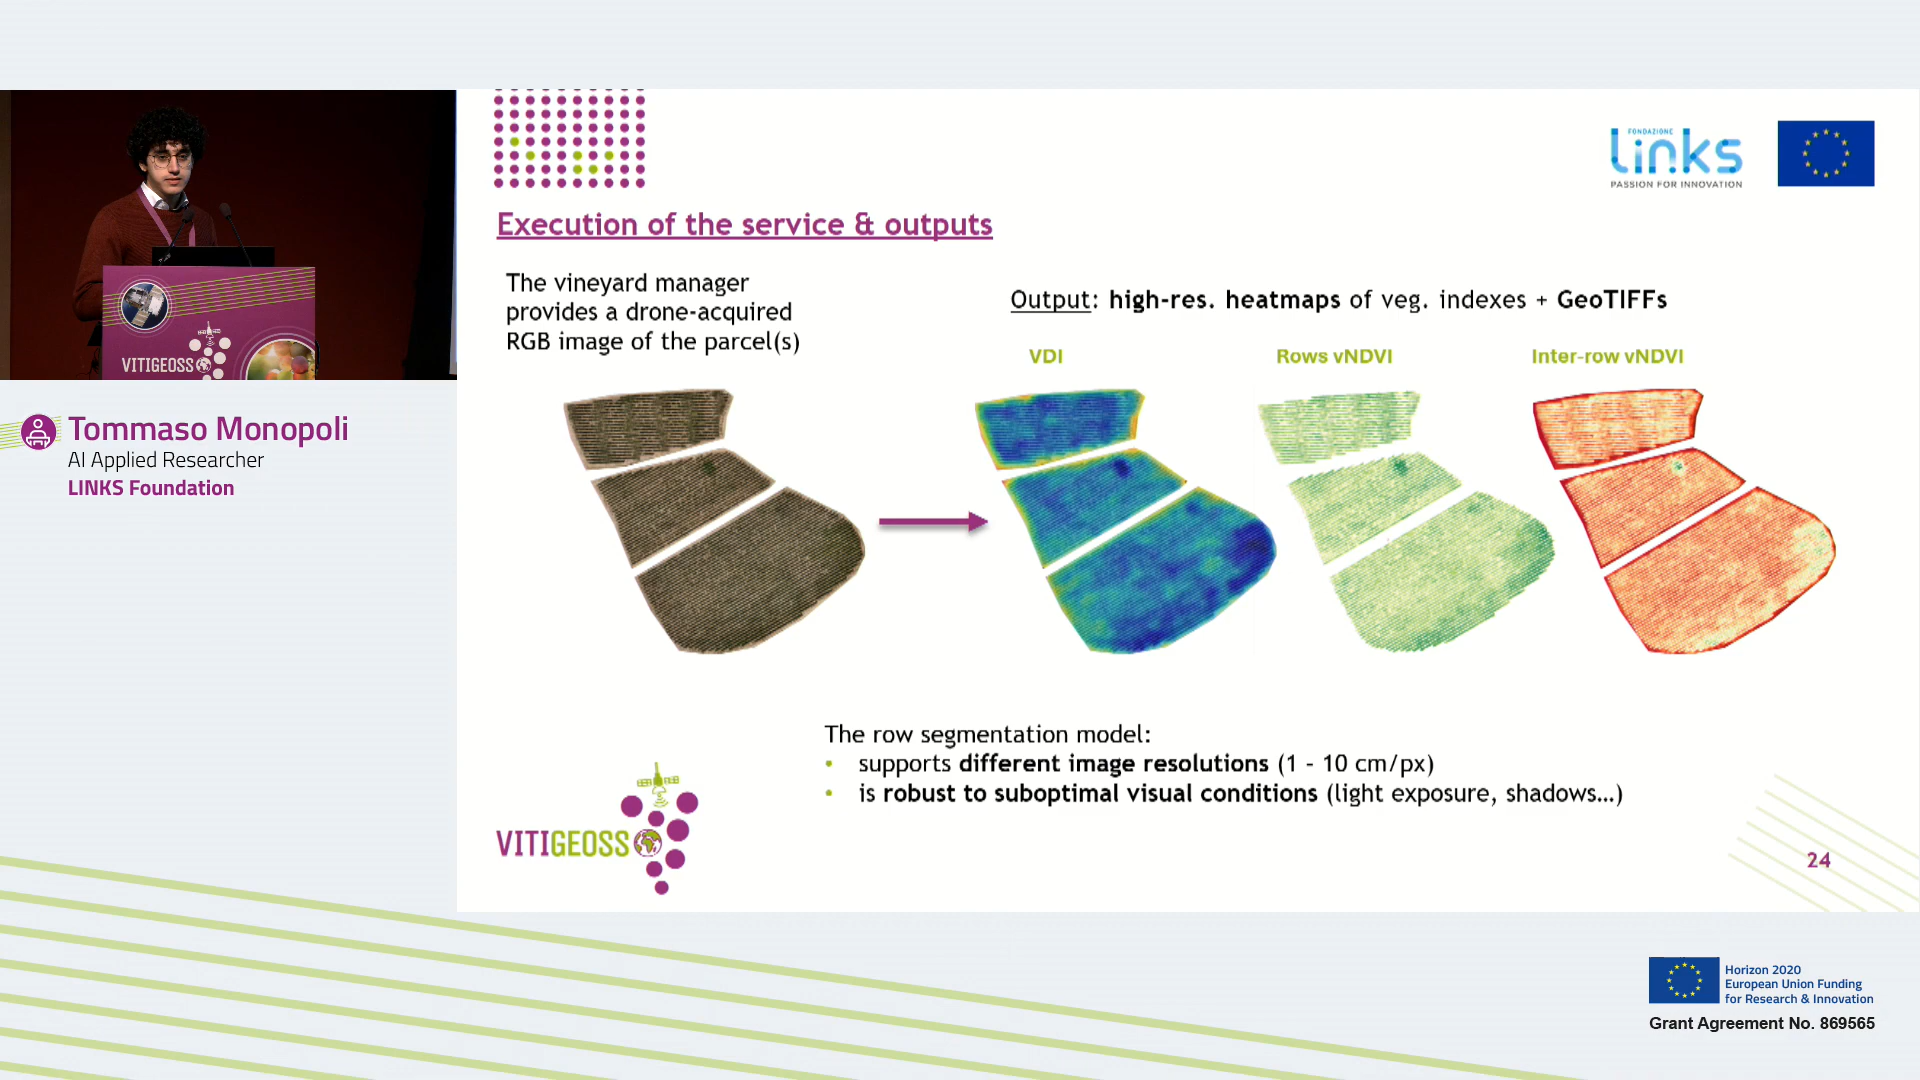 VITIGEOSS
Tommaso Monopoli
AI Applied Researcher
LINKS Foundation
FONDAZIONE
Links
PASSION FOR INNOVATION
Execution of the service & outputs
The vineyard manager
provides a drone-acquired
RGB image of the parcel(s)
Output: high-res. heatmaps of veg. indexes + GeoTIFFs
VDI
Rows vNDVI
Inter-row vNDVI
The row segmentation model:
• supports different image resolutions (1 - 10 cm/px)
• is robust to suboptimal visual conditions (light exposure, shadows...)
VITIGEOSS
24
Horizon 2020
European Union Funding
for Research & Innovation
Grant Agreement No. 869565